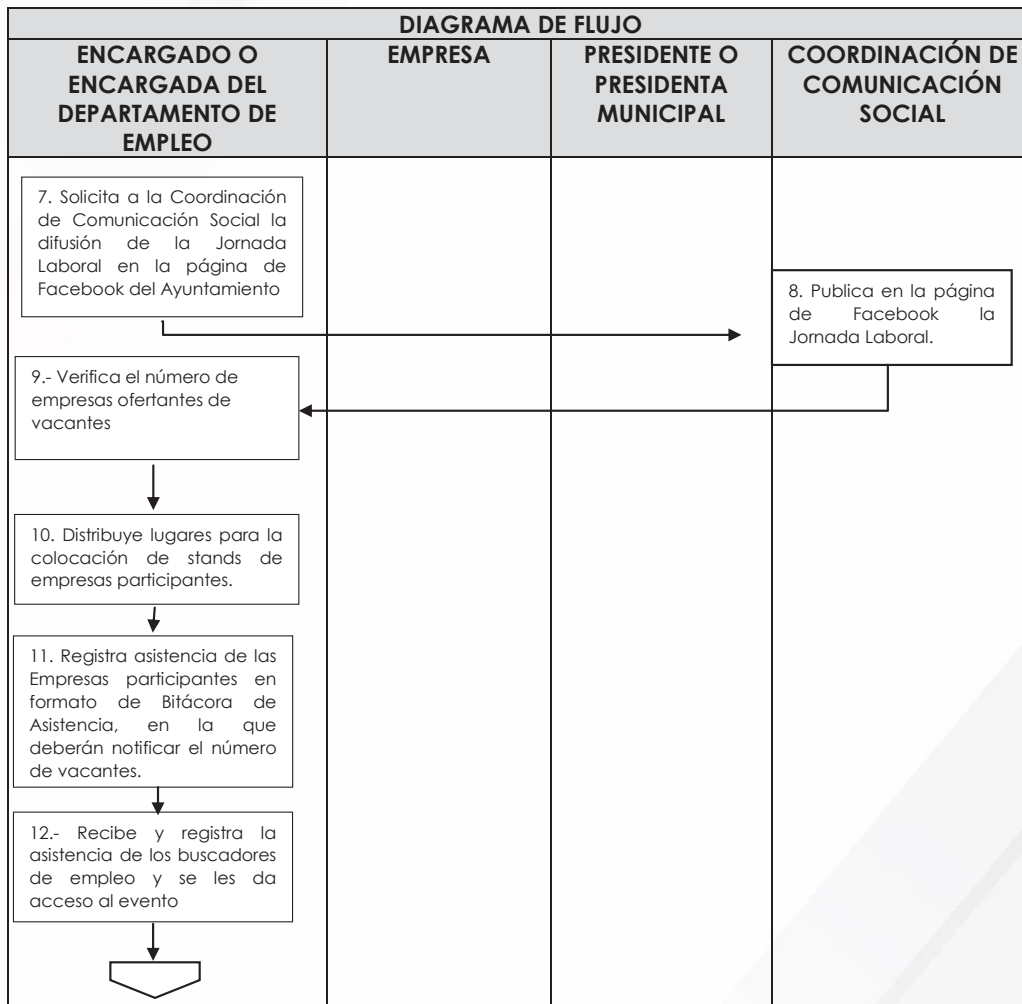 DIAGRAMA DE FLUJO
ENCARGADO O
ENCARGADA DEL
DEPARTAMENTO DE
EMPLEO
EMPRESA
PRESIDENTE O
PRESIDENTA
MUNICIPAL
COORDINACIÓN DE
COMUNICACIÓN
SOCIAL
7. Solicita a la Coordinación
de Comunicación Social la
difusión de la Jornada
Laboral en la página de
Facebook del Ayuntamiento
8. Publica en la página
de Facebook la
Jornada Laboral.
9.- Verifica el número de
empresas ofertantes de
vacantes
10. Distribuye lugares para la
colocación de stands de
empresas participantes.
11. Registra asistencia de las
Empresas participantes en
formato de Bitácora de
Asistencia, en la que
deberán notificar el número
de vacantes.
12.- Recibe y registra la
asistencia de los buscadores
de empleo y se les da
acceso al evento